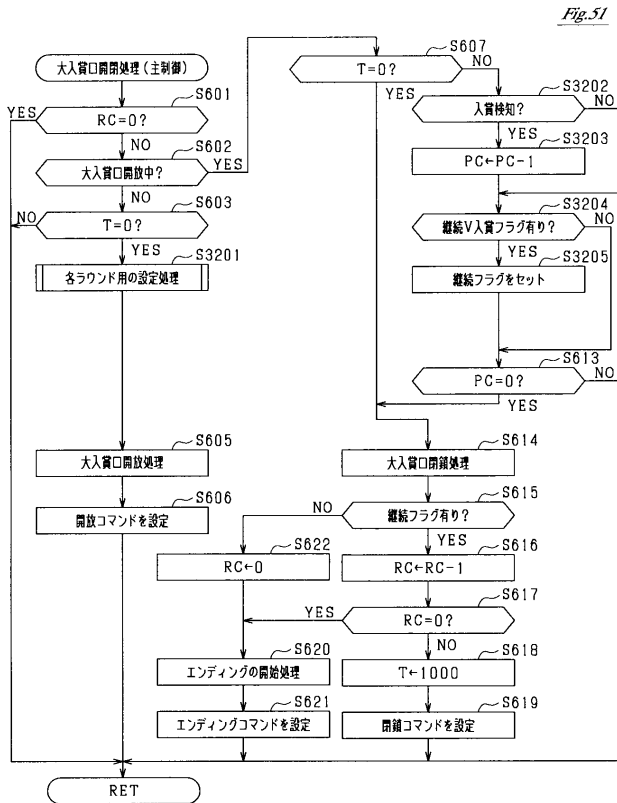 Fig.51
大入賞口開閉処理(主制御)
S601
YES
RC=0?
NO
S602
大入賞口開放中?
YES
NO
S603
NO
T=0?
YES
S3201
各ラウンド用の設定処理
S605
大入賞口開放処理
S606
開放コマンドを設定
S607
T=0?
NO
YES
S3202
入賞検知?
NO
YES
S3203
PC←PC-1
S3204
継続V入賞フラグ有り?
NO
YES
S3205
継続フラグをセット
S613
PC=0?
NO
YES
S614
大入賞口閉鎖処理
S615
NO
継続フラグ有り?
YES
S622
RC←0
S616
RC←RC-1
S617
YES
RC=0?
NO
S620
エンディングの開始処理
S618
T←1000
S621
エンディングコマンドを設定
S619
閉鎖コマンドを設定
RET